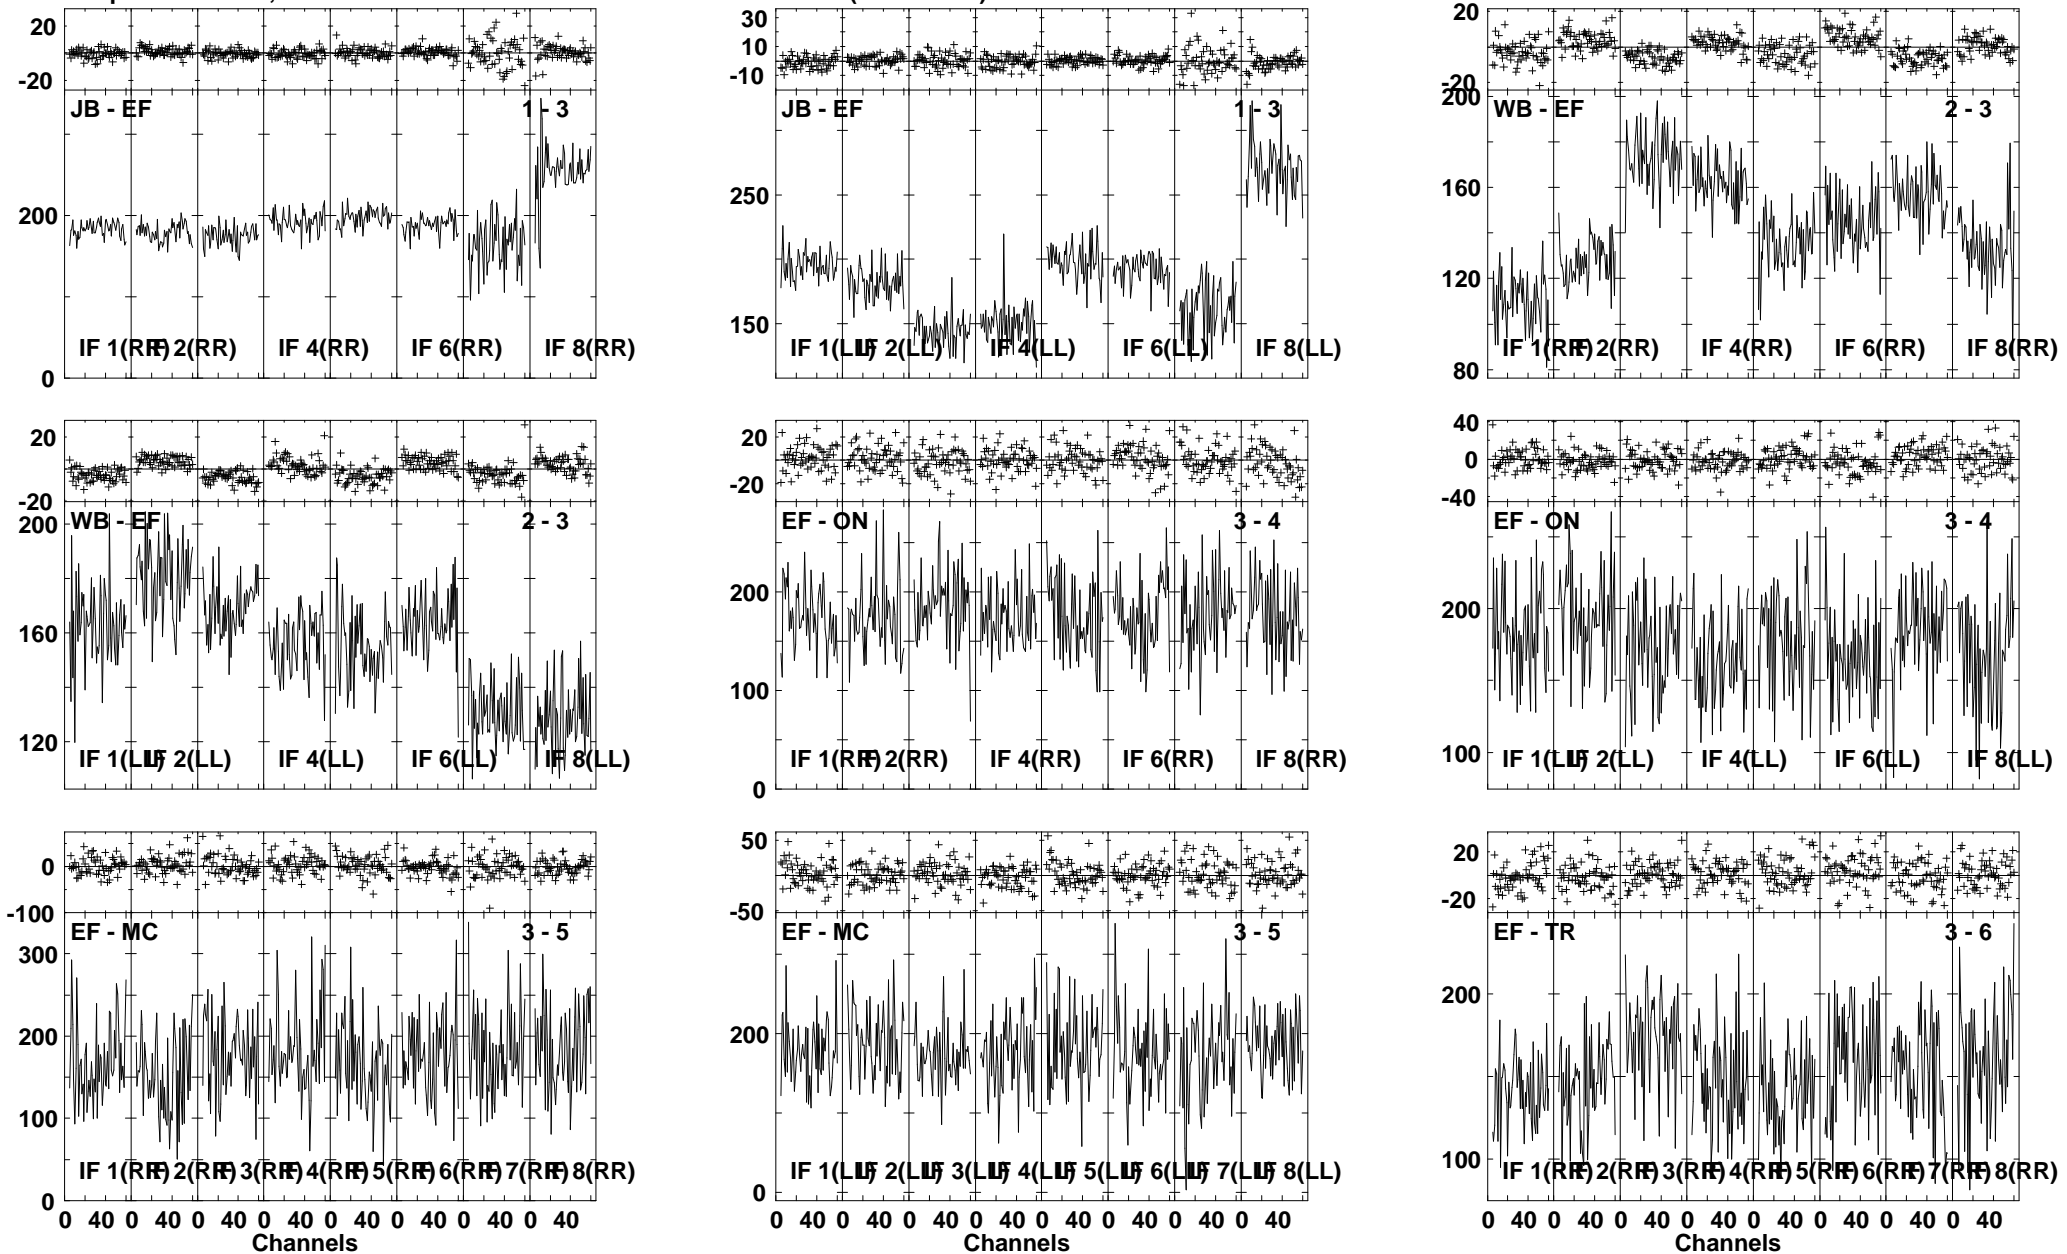 20
-20
JB - EF 1 - 3
200
0
IF 1(RR) IF 2(RR) IF 4(RR) IF 6(RR) IF 8(RR)
30
10
-10
JB - EF 1 - 3
250
150
IF 1(LL) IF 2(LL) IF 4(LL) IF 6(LL) IF 8(LL)
20
-20
200
WB - EF 2 - 3
160
120
80
IF 1(RR) IF 2(RR) IF 4(RR) IF 6(RR) IF 8(RR)
20
-20
200
WB - EF 2 - 3
160
120
IF 1(LL) IF 2(LL) IF 4(LL) IF 6(LL) IF 8(LL)
20
-20
EF - ON 3 - 4
200
100
0
IF 1(RR) IF 2(RR) IF 4(RR) IF 6(RR) IF 8(RR)
40
0
-40
EF - ON 3 - 4
200
100
IF 1(LL) IF 2(LL) IF 4(LL) IF 6(LL) IF 8(LL)
0
-100
EF - MC 3 - 5
300
200
100
0
IF 1(RR) IF 2(RR) IF 3(RR) IF 4(RR) IF 5(RR) IF 6(RR) IF 7(RR) IF 8(RR)
0 40 0 40 0 40 0 40 0 40 0 40 0 40 0 40
Channels
50
-50
EF - MC 3 - 5
200
0
IF 1(LL) IF 2(LL) IF 3(LL) IF 4(LL) IF 5(LL) IF 6(LL) IF 7(LL) IF 8(LL)
0 40 0 40 0 40 0 40 0 40 0 40 0 40 0 40
Channels
20
-20
EF - TR 3 - 6
200
100
IF 1(RR) IF 2(RR) IF 3(RR) IF 4(RR) IF 5(RR) IF 6(RR) IF 7(RR) IF 8(RR)
0 40 0 40 0 40 0 40 0 40 0 40 0 40 0 40
Channels